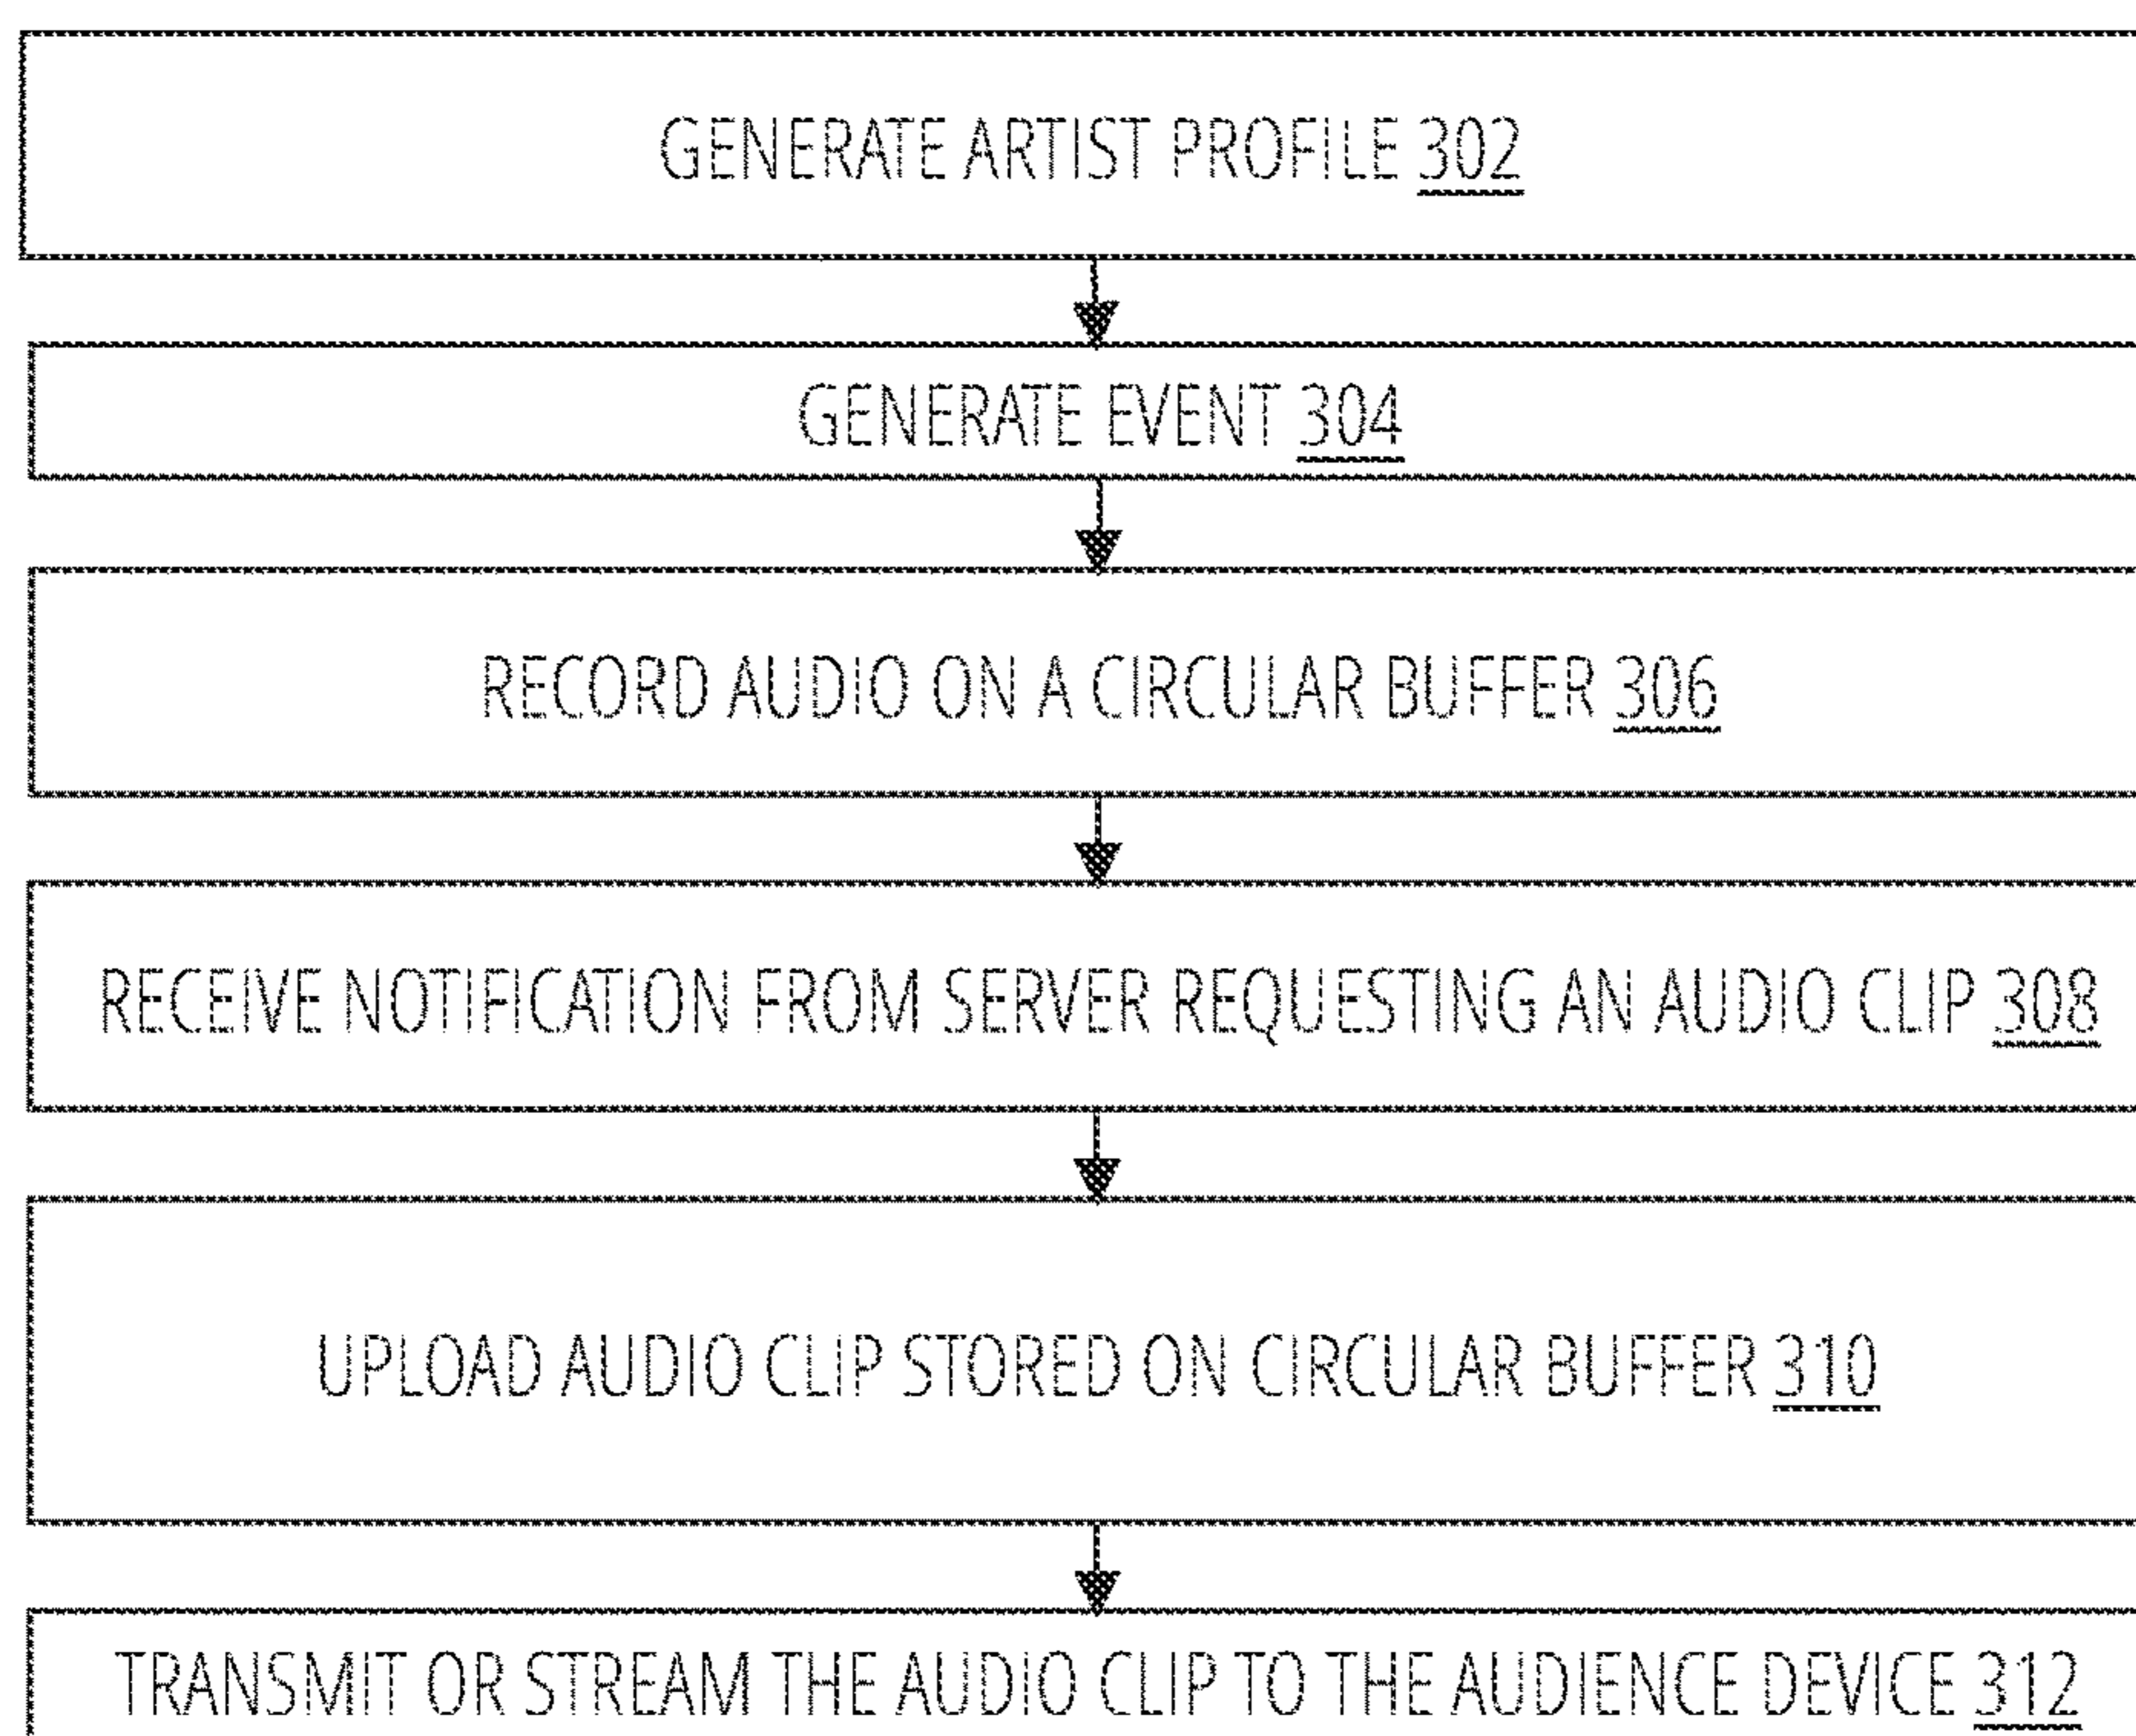 GENERATE ARTIST PROFILE 302
GENERATE EVENT 304
RECORD AUDIO ON A CIRCULAR BUFFER 306
RECEIVE NOTIFICATION FROM SERVER REQUESTING AN AUDIO CLIP 308
UPLOAD AUDIO CLIP STORED ON CIRCULAR BUFFER 310
TRANSMIT OR STREAM THE AUDIO CLIP TO THE AUDIENCE DEVICE 312